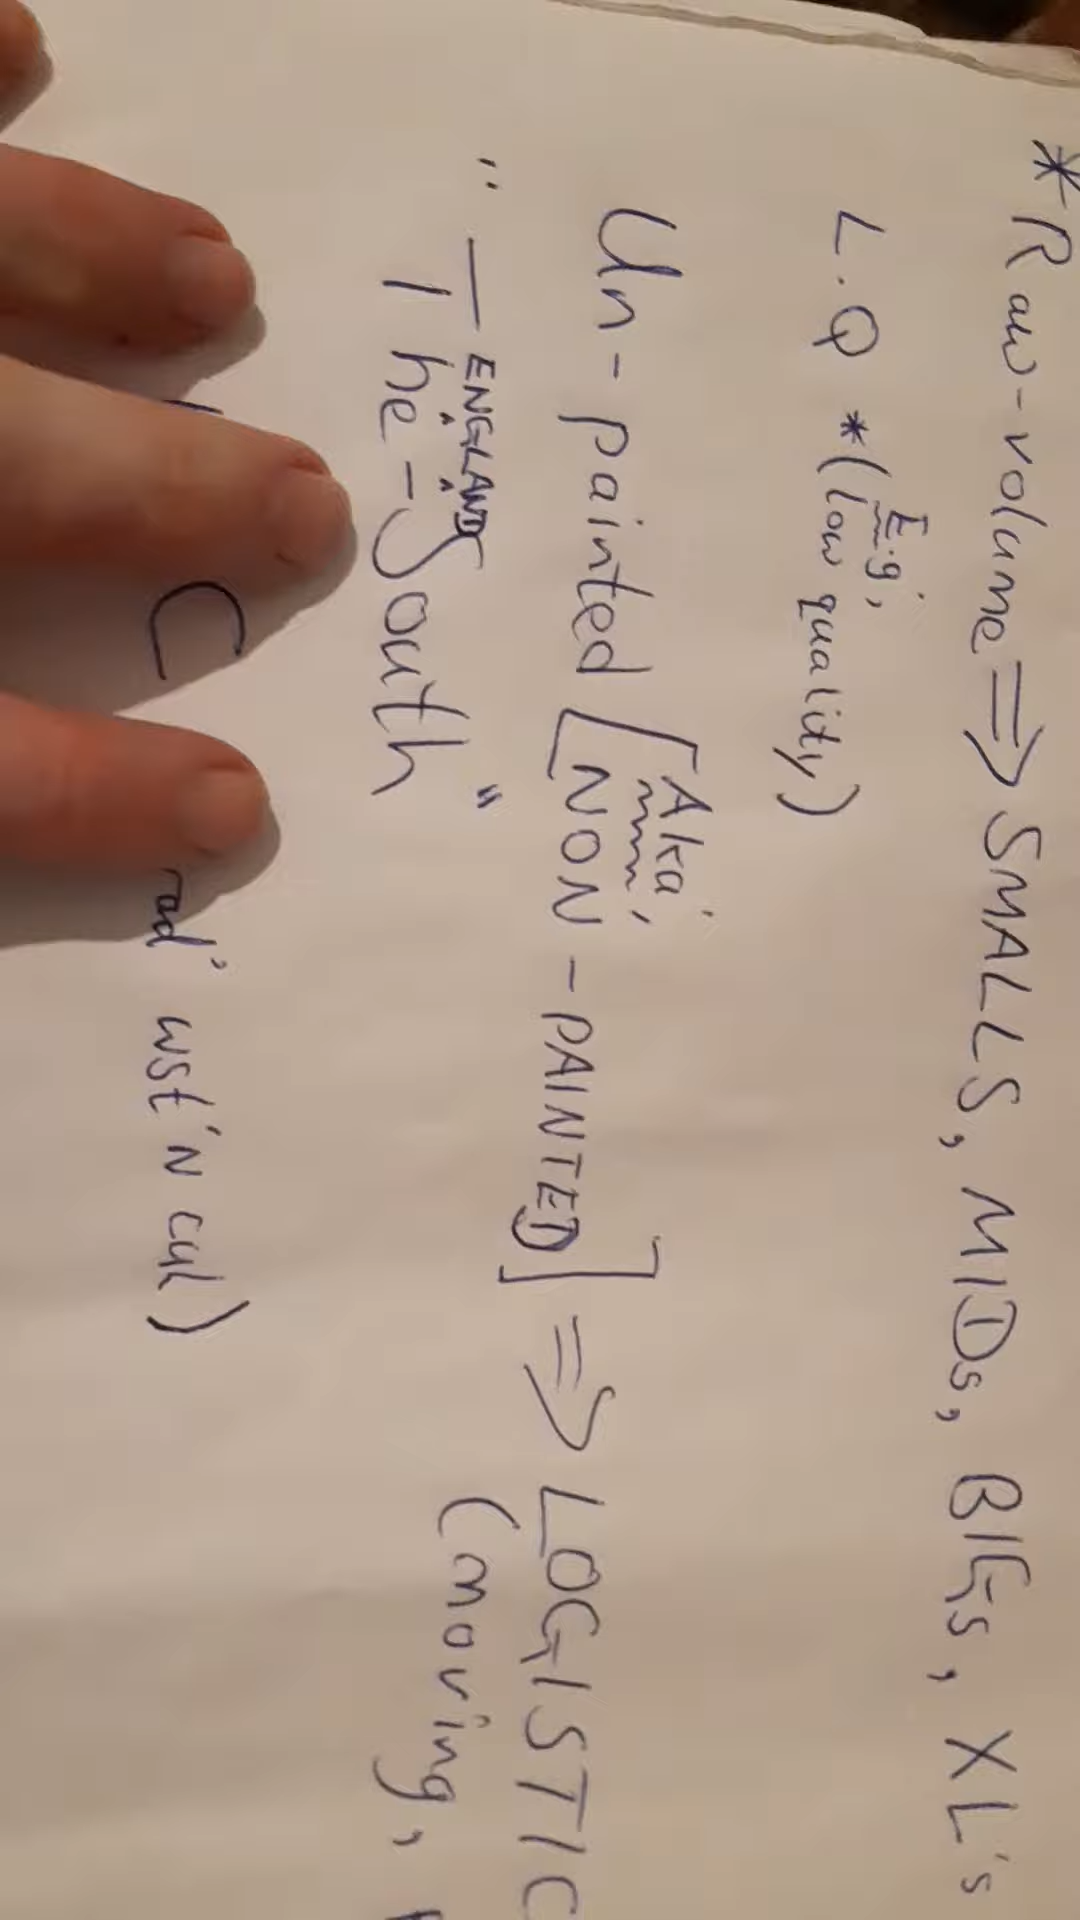 *Raw-volume => SMALLS, MIDs, BIGs, XL's
L.Q *(E.g; low quality)
Un-painted [Aka; NON-PAINTED] => LOGISTIC
(moving,
ENGLAND
"The-South"
C
rad' wst'n cul)